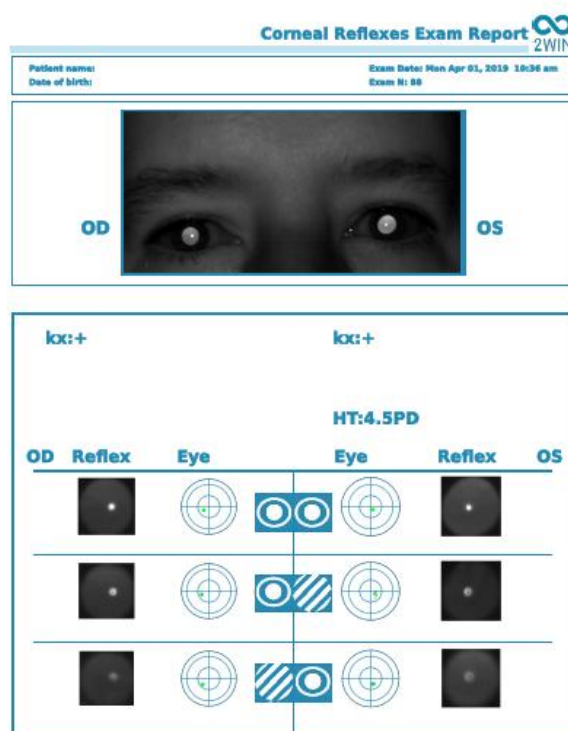 Corneal Reflexes Exam Report
2WIN
Patient name: Exam Date: Mon Apr 01, 2019 10:36 am
Date of birth: Exam N: 88
OD OS
kx:+ kx:+
HT:4.5PD
OD Reflex Eye Eye Reflex OS